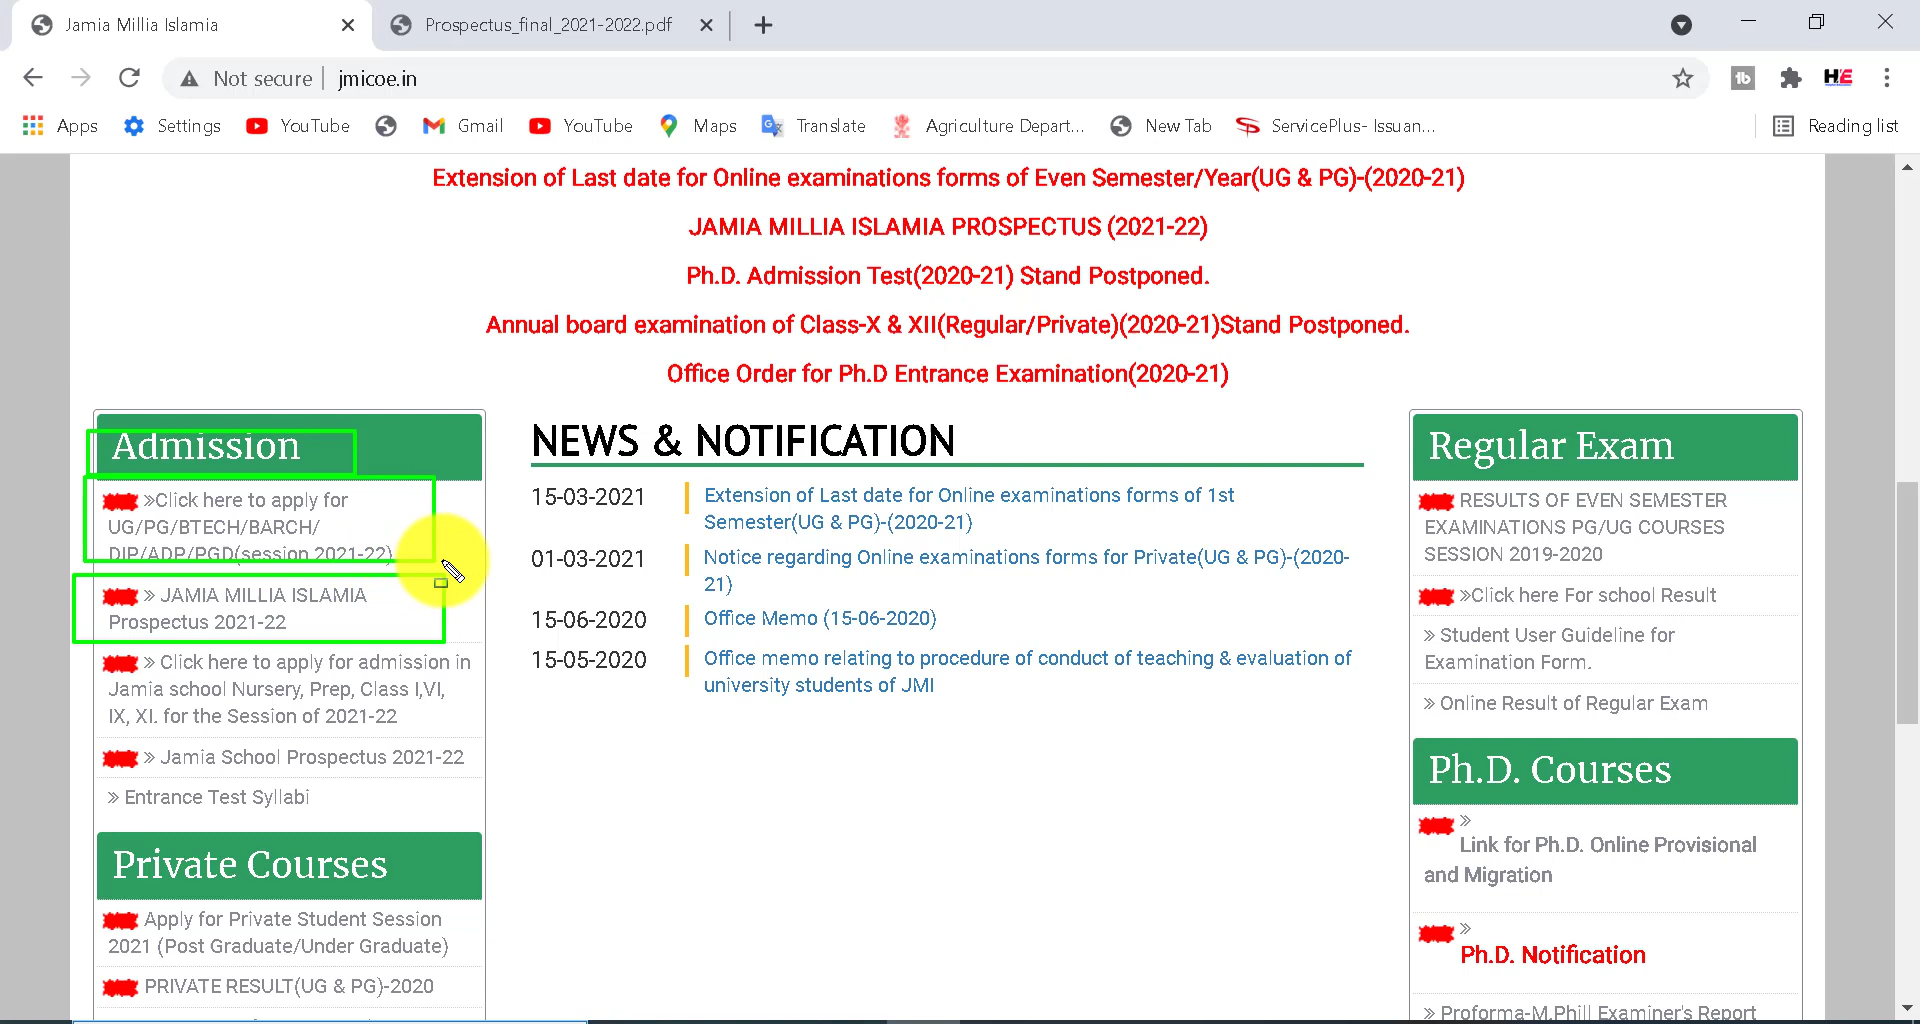 Jamia Millia Islamia
Prospectus_final_2021-2022.pdf
Not secure
jmicoe.in
Apps
Settings
YouTube
Gmail
YouTube
Maps
Translate
Agriculture Depart...
New Tab
ServicePlus- Issuan...
Reading list
Extension of Last date for Online examinations forms of Even Semester/Year(UG & PG)-(2020-21)
JAMIA MILLIA ISLAMIA PROSPECTUS (2021-22)
Ph.D. Admission Test(2020-21) Stand Postponed.
Annual board examination of Class-X & XII(Regular/Private)(2020-21)Stand Postponed.
Office Order for Ph.D Entrance Examination(2020-21)
Admission
»Click here to apply for
UG/PG/BTECH/BARCH/
DIP/ADP/PGD(session 2021-22)
» JAMIA MILLIA ISLAMIA
Prospectus 2021-22
» Click here to apply for admission in
Jamia school Nursery, Prep, Class I,VI,
IX, XI. for the Session of 2021-22
» Jamia School Prospectus 2021-22
» Entrance Test Syllabi
Private Courses
Apply for Private Student Session
2021 (Post Graduate/Under Graduate)
PRIVATE RESULT(UG & PG)-2020
NEWS & NOTIFICATION
15-03-2021
Extension of Last date for Online examinations forms of 1st
Semester(UG & PG)-(2020-21)
01-03-2021
Notice regarding Online examinations forms for Private(UG & PG)-(2020-
21)
15-06-2020
Office Memo (15-06-2020)
15-05-2020
Office memo relating to procedure of conduct of teaching & evaluation of
university students of JMI
Regular Exam
RESULTS OF EVEN SEMESTER
EXAMINATIONS PG/UG COURSES
SESSION 2019-2020
»Click here For school Result
» Student User Guideline for
Examination Form.
» Online Result of Regular Exam
Ph.D. Courses
»
Link for Ph.D. Online Provisional
and Migration
»
Ph.D. Notification
» Proforma-M.Phill Examiner's Report